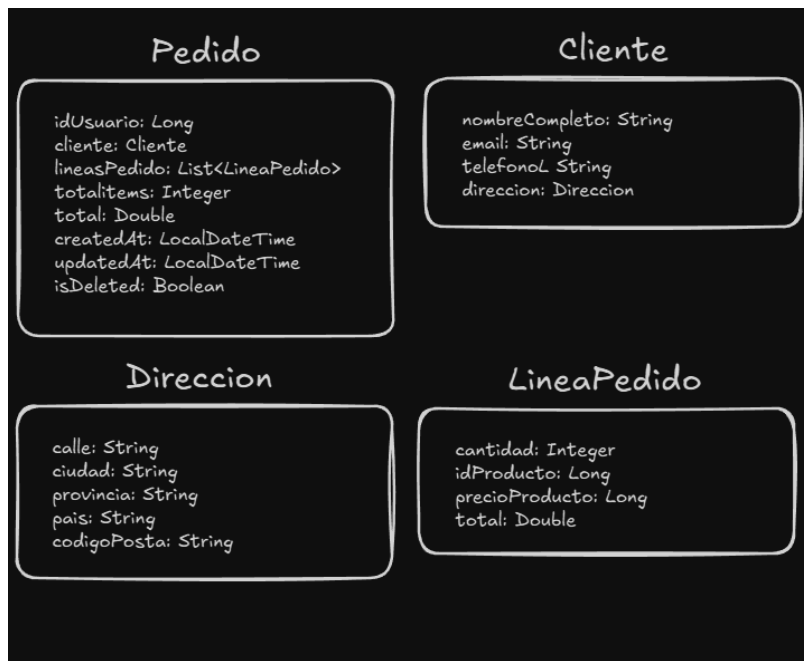 Pedido
idUsuario: Long
cliente: Cliente
lineasPedido: List<LineaPedido>
totalitems: Integer
total: Double
createdAt: LocalDateTime
updatedAt: LocalDateTime
isDeleted: Boolean
Cliente
nombreCompleto: String
email: String
telefonoL String
direccion: Direccion
Direccion
calle: String
ciudad: String
provincia: String
pais: String
codigoPosta: String
LineaPedido
cantidad: Integer
idProducto: Long
precioProducto: Long
total: Double